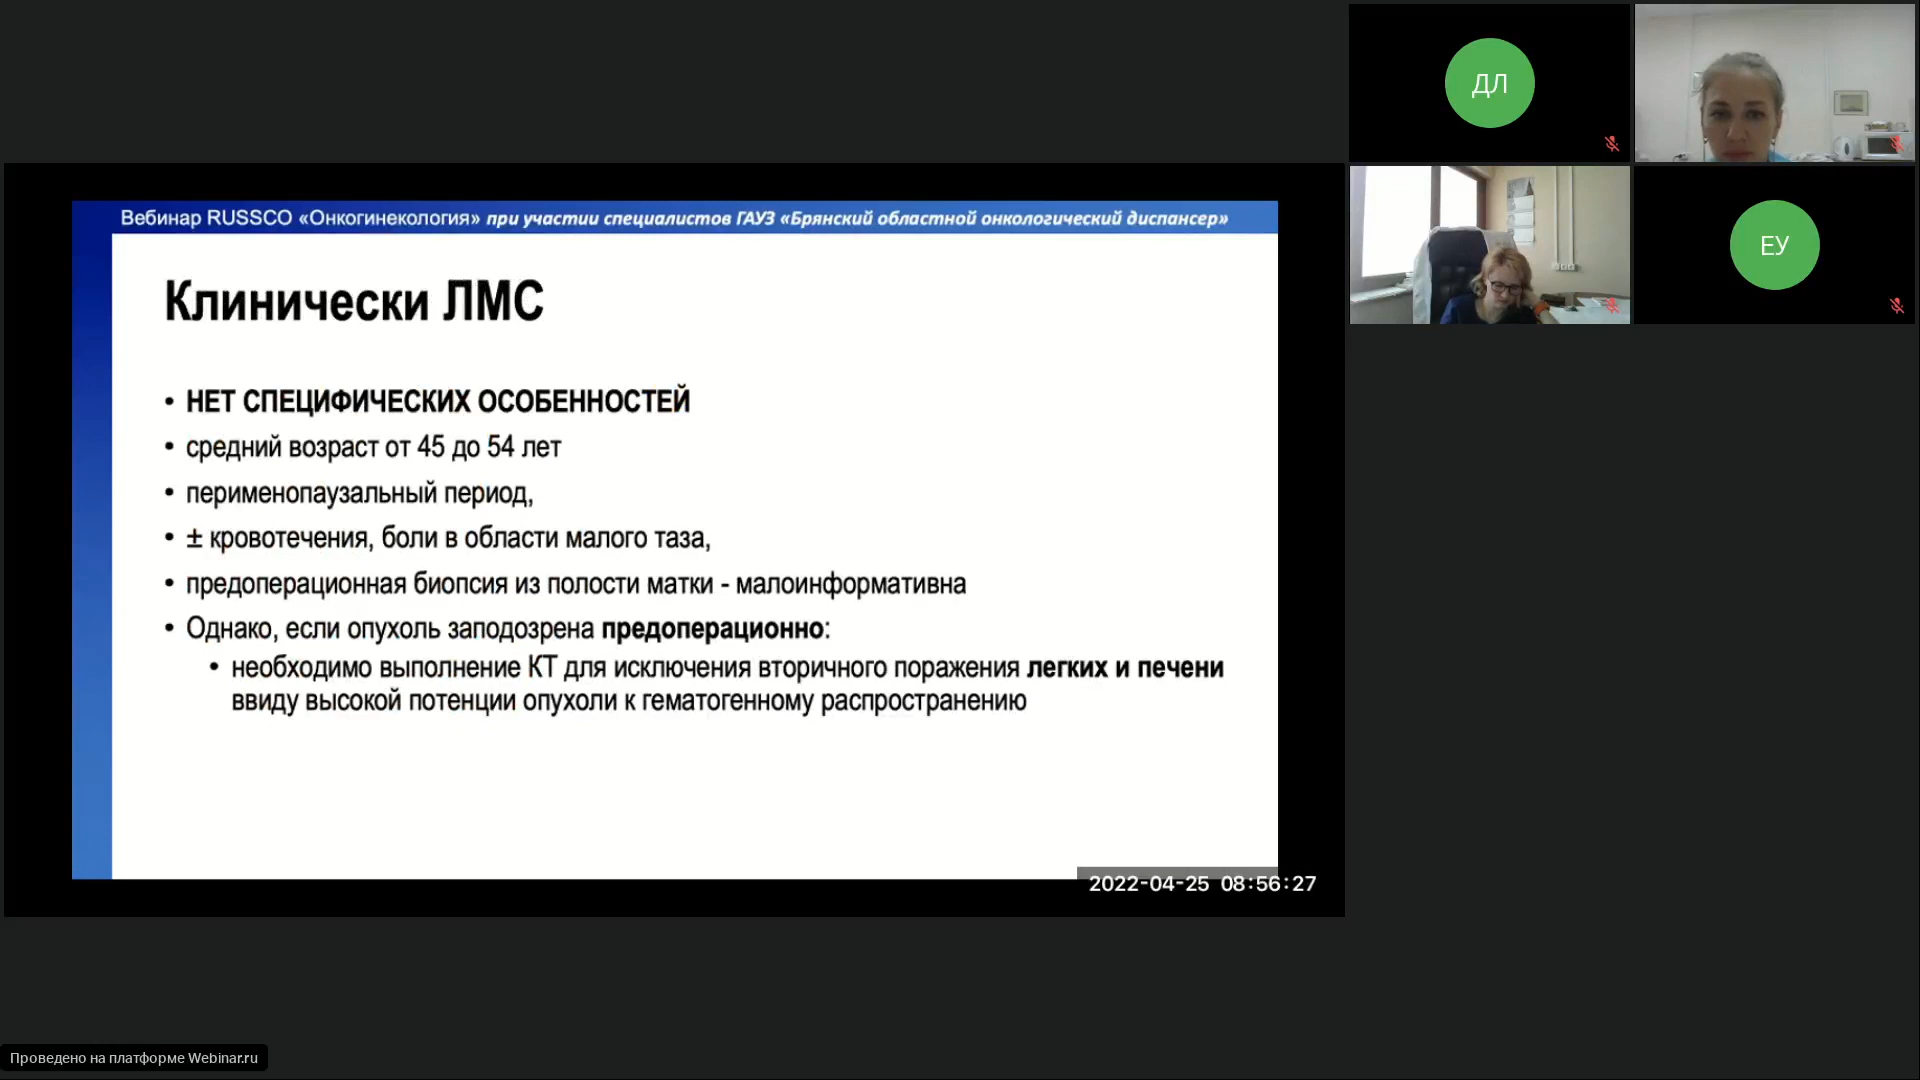 ДЛ
ЕУ
Вебинар RUSSCO «Онкогинекология» при участии специалистов ГАУЗ «Брянский областной онкологический диспансер»
Клинически ЛМС
• НЕТ СПЕЦИФИЧЕСКИХ ОСОБЕННОСТЕЙ
• средний возраст от 45 до 54 лет
• перименопаузальный период,
• ± кровотечения, боли в области малого таза,
• предоперационная биопсия из полости матки - малоинформативна
• Однако, если опухоль заподозрена предоперационно:
• необходимо выполнение КТ для исключения вторичного поражения легких и печени
ввиду высокой потенции опухоли к гематогенному распространению
2022-04-25 08:56:27
Проведено на платформе Webinar.ru